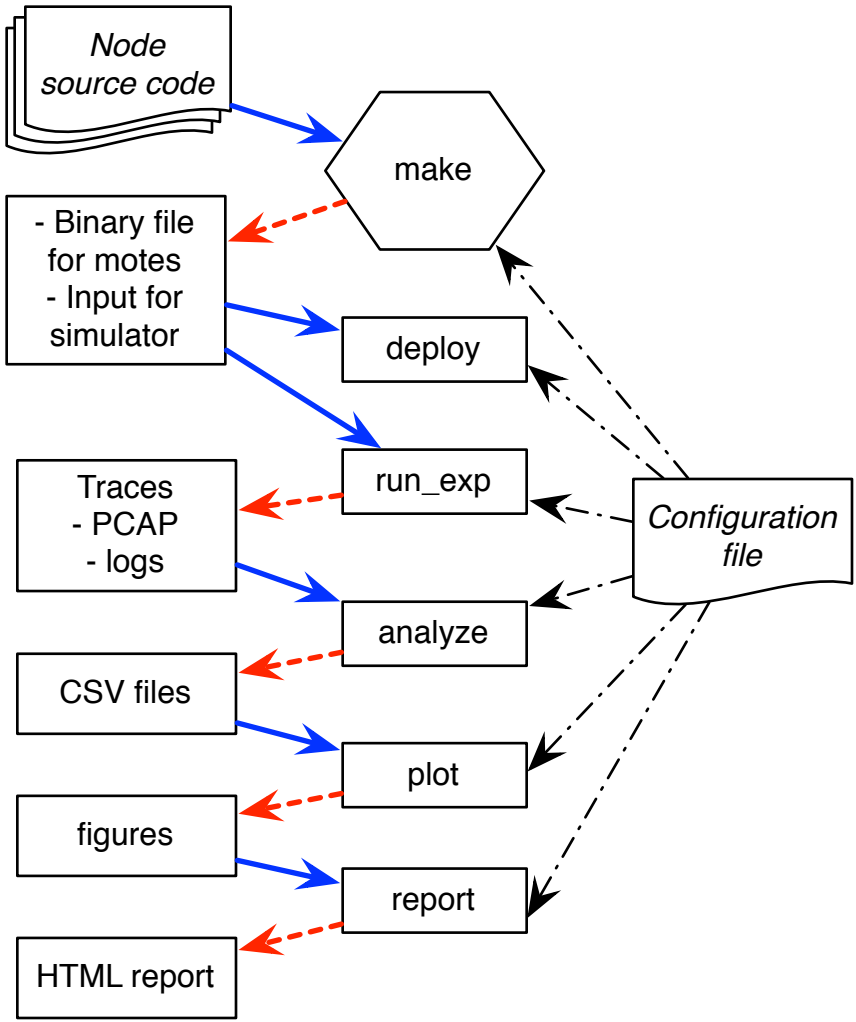 Node
source code
make
- Binary file
for motes
- Input for
simulator
deploy
run_exp
Traces
- PCAP
- logs
Configuration
file
analyze
CSV files
plot
figures
report
HTML report